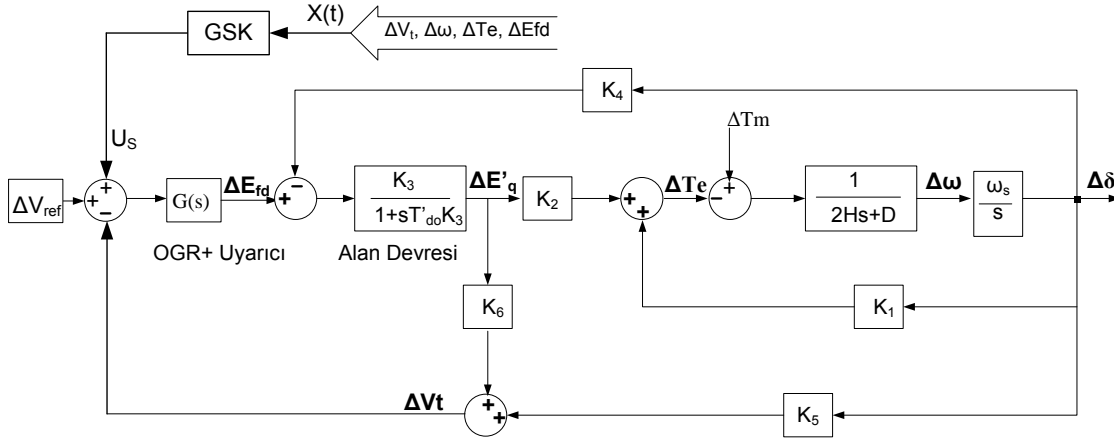 X(t)
GSK
ΔVt, Δω, ΔTe, ΔEfd
K4
US
ΔTm
ΔVref
+
+
−
G(s)
ΔEfd
−
+
K3
1+sT'doK3
ΔE'q
K2
+
+
ΔTe
+
−
1
2Hs+D
Δω
ωs
s
Δδ
OGR+ Uyarıcı
Alan Devresi
K6
K1
ΔVt
+
+
K5